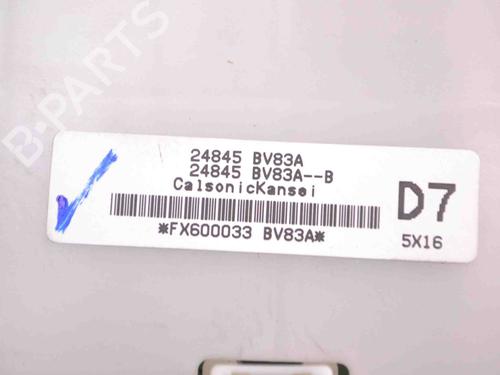 B-PARTS
24845 BV83A
24845 BV83A--B
CalsonicKansei
*FX600033 BV83A*
D7
5X16